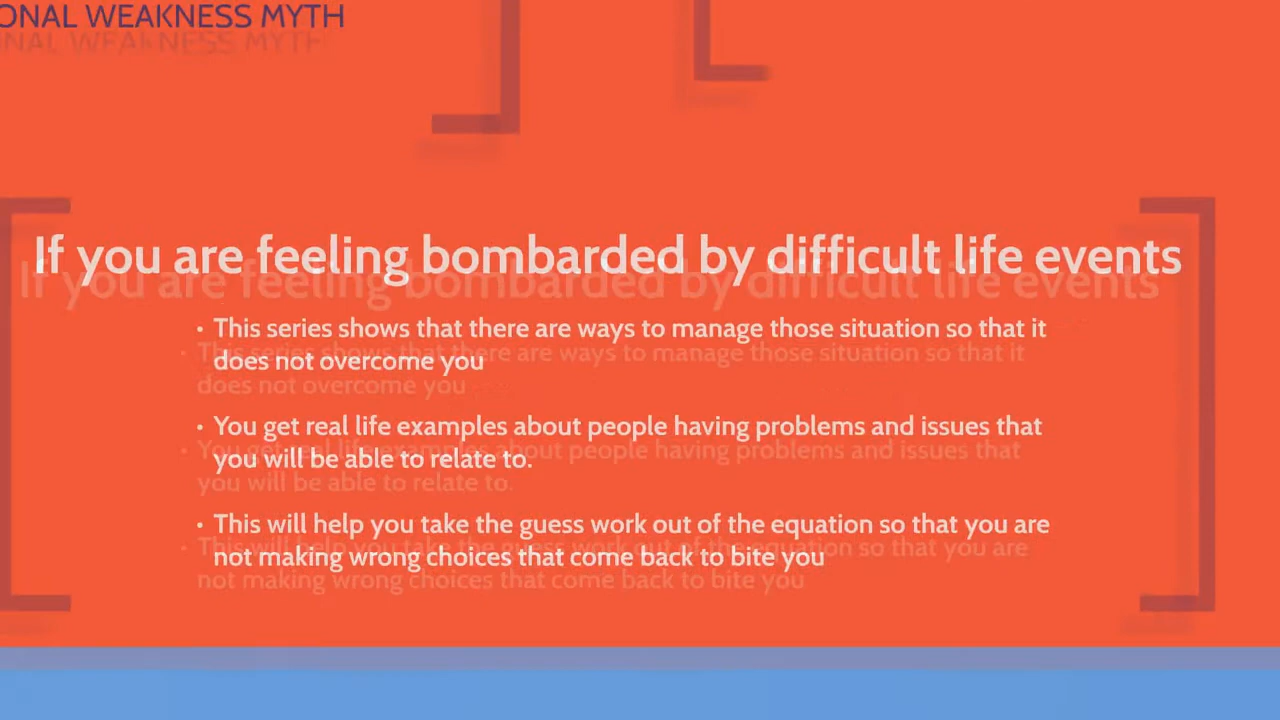 ONAL WEAKNESS MYTH
If you are feeling bombarded by difficult life events
• This series shows that there are ways to manage those situation so that it
does not overcome you
• You get real life examples about people having problems and issues that
you will be able to relate to.
• This will help you take the guess work out of the equation so that you are
not making wrong choices that come back to bite you